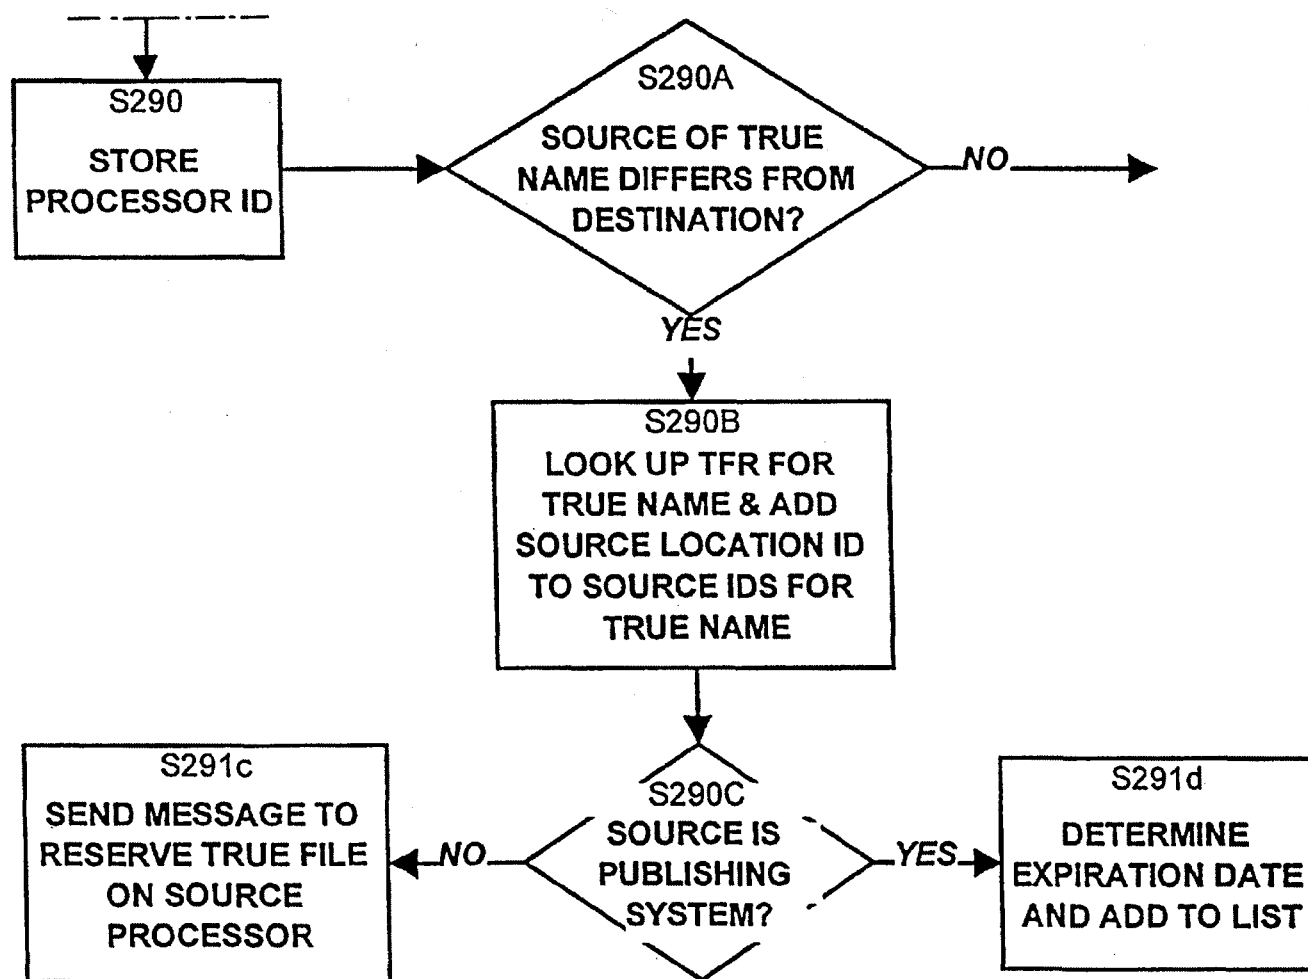 S290
STORE
PROCESSOR ID
S290A
SOURCE OF TRUE
NAME DIFFERS FROM
DESTINATION?
NO
YES
S290B
LOOK UP TFR FOR
TRUE NAME & ADD
SOURCE LOCATION ID
TO SOURCE IDS FOR
TRUE NAME
S291c
SEND MESSAGE TO
RESERVE TRUE FILE
ON SOURCE
PROCESSOR
NO
S290C
SOURCE IS
PUBLISHING
SYSTEM?
YES
S291d
DETERMINE
EXPIRATION DATE
AND ADD TO LIST